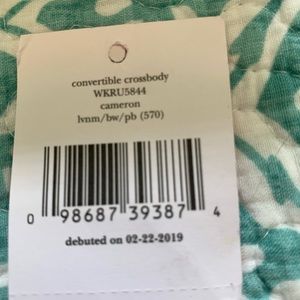 convertible crossbody
WKRU5844
cameron
lvnm/bw/pb (570)
0 98687 39387 4
debuted on 02-22-2019